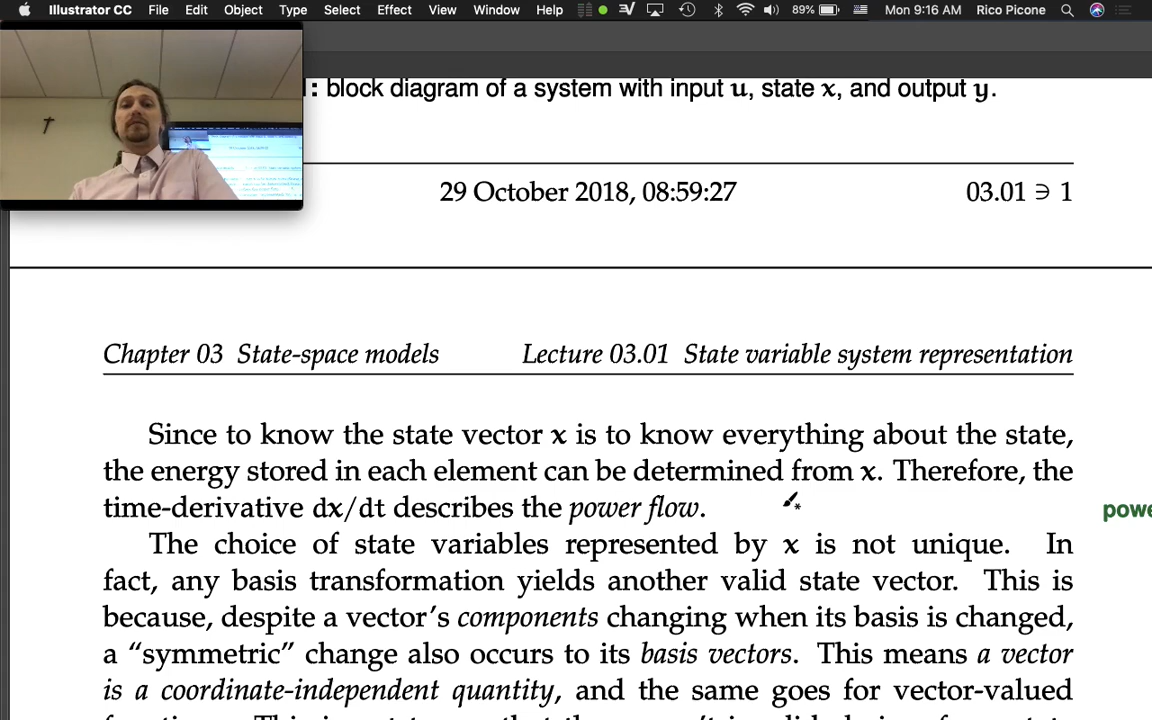 Illustrator CC File Edit Object Type Select Effect View Window Help 89% Mon 9:16 AM Rico Picone
: block diagram of a system with input u, state x, and output y.
29 October 2018, 08:59:27 03.01 ∋ 1
Chapter 03 State-space models Lecture 03.01 State variable system representation
Since to know the state vector x is to know everything about the state,
the energy stored in each element can be determined from x. Therefore, the
time-derivative dx/dt describes the power flow.
powe
The choice of state variables represented by x is not unique. In
fact, any basis transformation yields another valid state vector. This is
because, despite a vector's components changing when its basis is changed,
a “symmetric” change also occurs to its basis vectors. This means a vector
is a coordinate-independent quantity, and the same goes for vector-valued